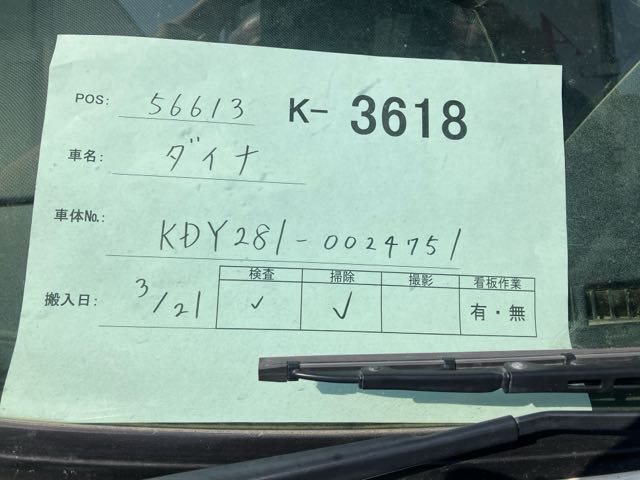 POS: 56613 K- 3618
車名: ダイナ
車体No.: KDY281-0024751
検査 掃除 撮影 看板作業
搬入日: 3/21 ✓ ✓ 有・無